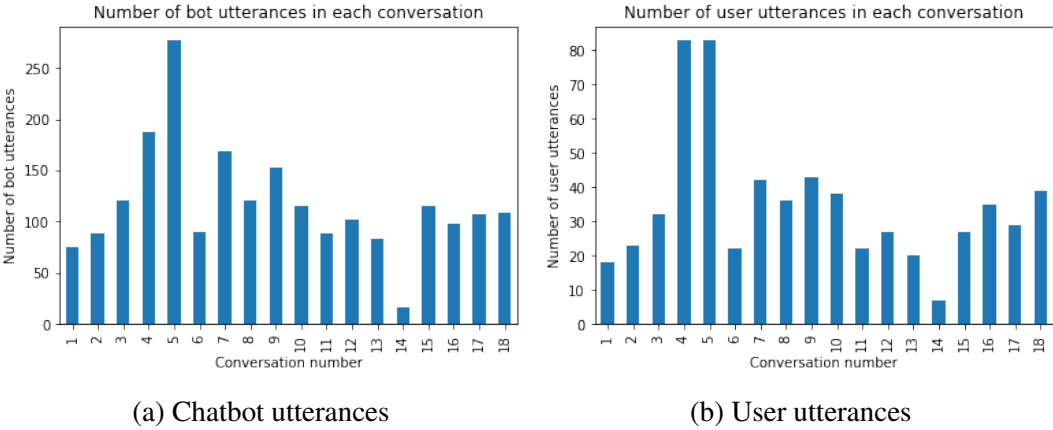 Number of bot utterances in each conversation
Number of bot utterances
250
200
150
100
50
0
1 2 3 4 5 6 7 8 9 10 11 12 13 14 15 16 17 18
Conversation number
(a) Chatbot utterances
Number of user utterances in each conversation
Number of user utterances
80
70
60
50
40
30
20
10
0
1 2 3 4 5 6 7 8 9 10 11 12 13 14 15 16 17 18
Conversation number
(b) User utterances